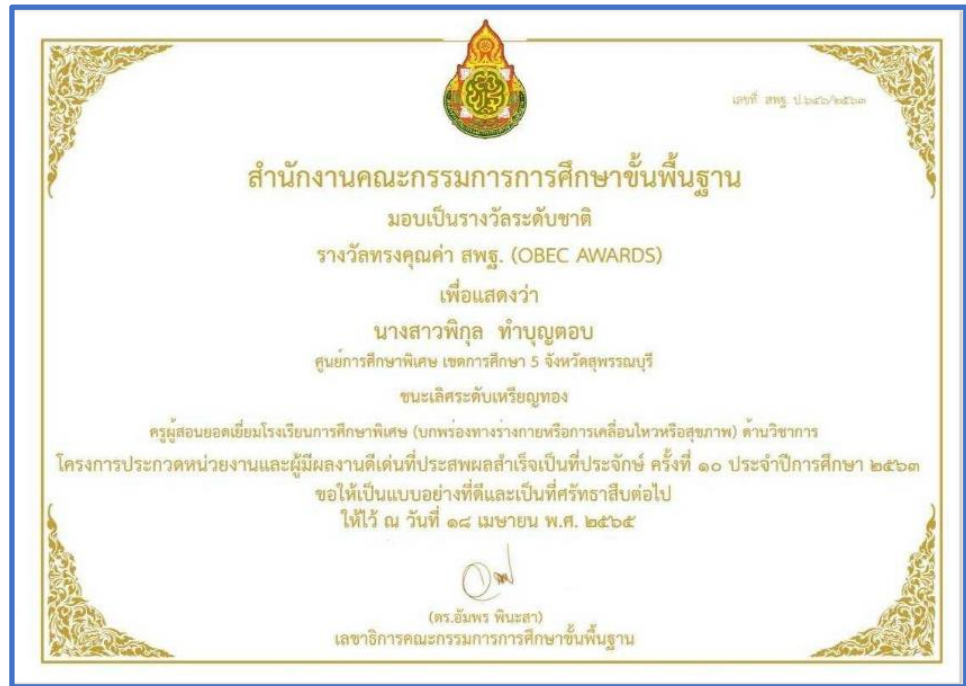 เลขที่ สพฐ. ป.๖๔๖/๒๕๖๓
สำนักงานคณะกรรมการการศึกษาขั้นพื้นฐาน
มอบเป็นรางวัลระดับชาติ
รางวัลทรงคุณค่า สพฐ. (OBEC AWARDS)
เพื่อแสดงว่า
นางสาวพิกุล ทำบุญตอบ
ศูนย์การศึกษาพิเศษ เขตการศึกษา 5 จังหวัดสุพรรณบุรี
ชนะเลิศระดับเหรียญทอง
ครูผู้สอนยอดเยี่ยมโรงเรียนการศึกษาพิเศษ (บกพร่องทางร่างกายหรือการเคลื่อนไหวหรือสุขภาพ) ด้านวิชาการ
โครงการประกวดหน่วยงานและผู้มีผลงานดีเด่นที่ประสพผลสำเร็จเป็นที่ประจักษ์ ครั้งที่ ๑๐ ประจำปีการศึกษา ๒๕๖๓
ขอให้เป็นแบบอย่างที่ดีและเป็นที่ศรัทธาสืบต่อไป
ให้ไว้ ณ วันที่ ๑๘ เมษายน พ.ศ. ๒๕๖๕
(ดร.อัมพร พินะสา)
เลขาธิการคณะกรรมการการศึกษาขั้นพื้นฐาน